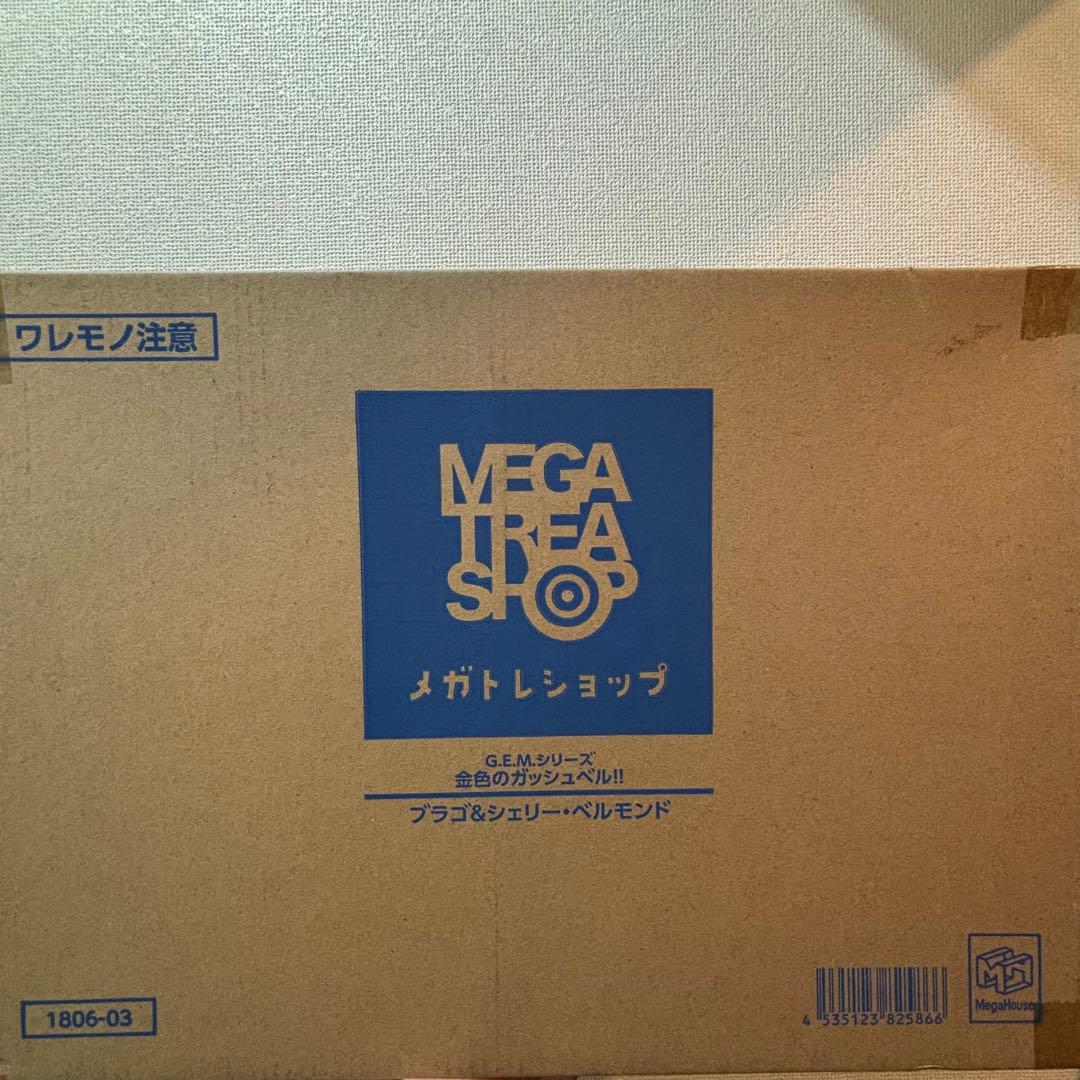 ワレモノ注意
MEGA
TREA
SHOP
メガトレショップ
G.E.M.シリーズ
金色のガッシュベル!!
ブラゴ&シェリー・ベルモンド
1806-03
4 535123 825866
MegaHouse